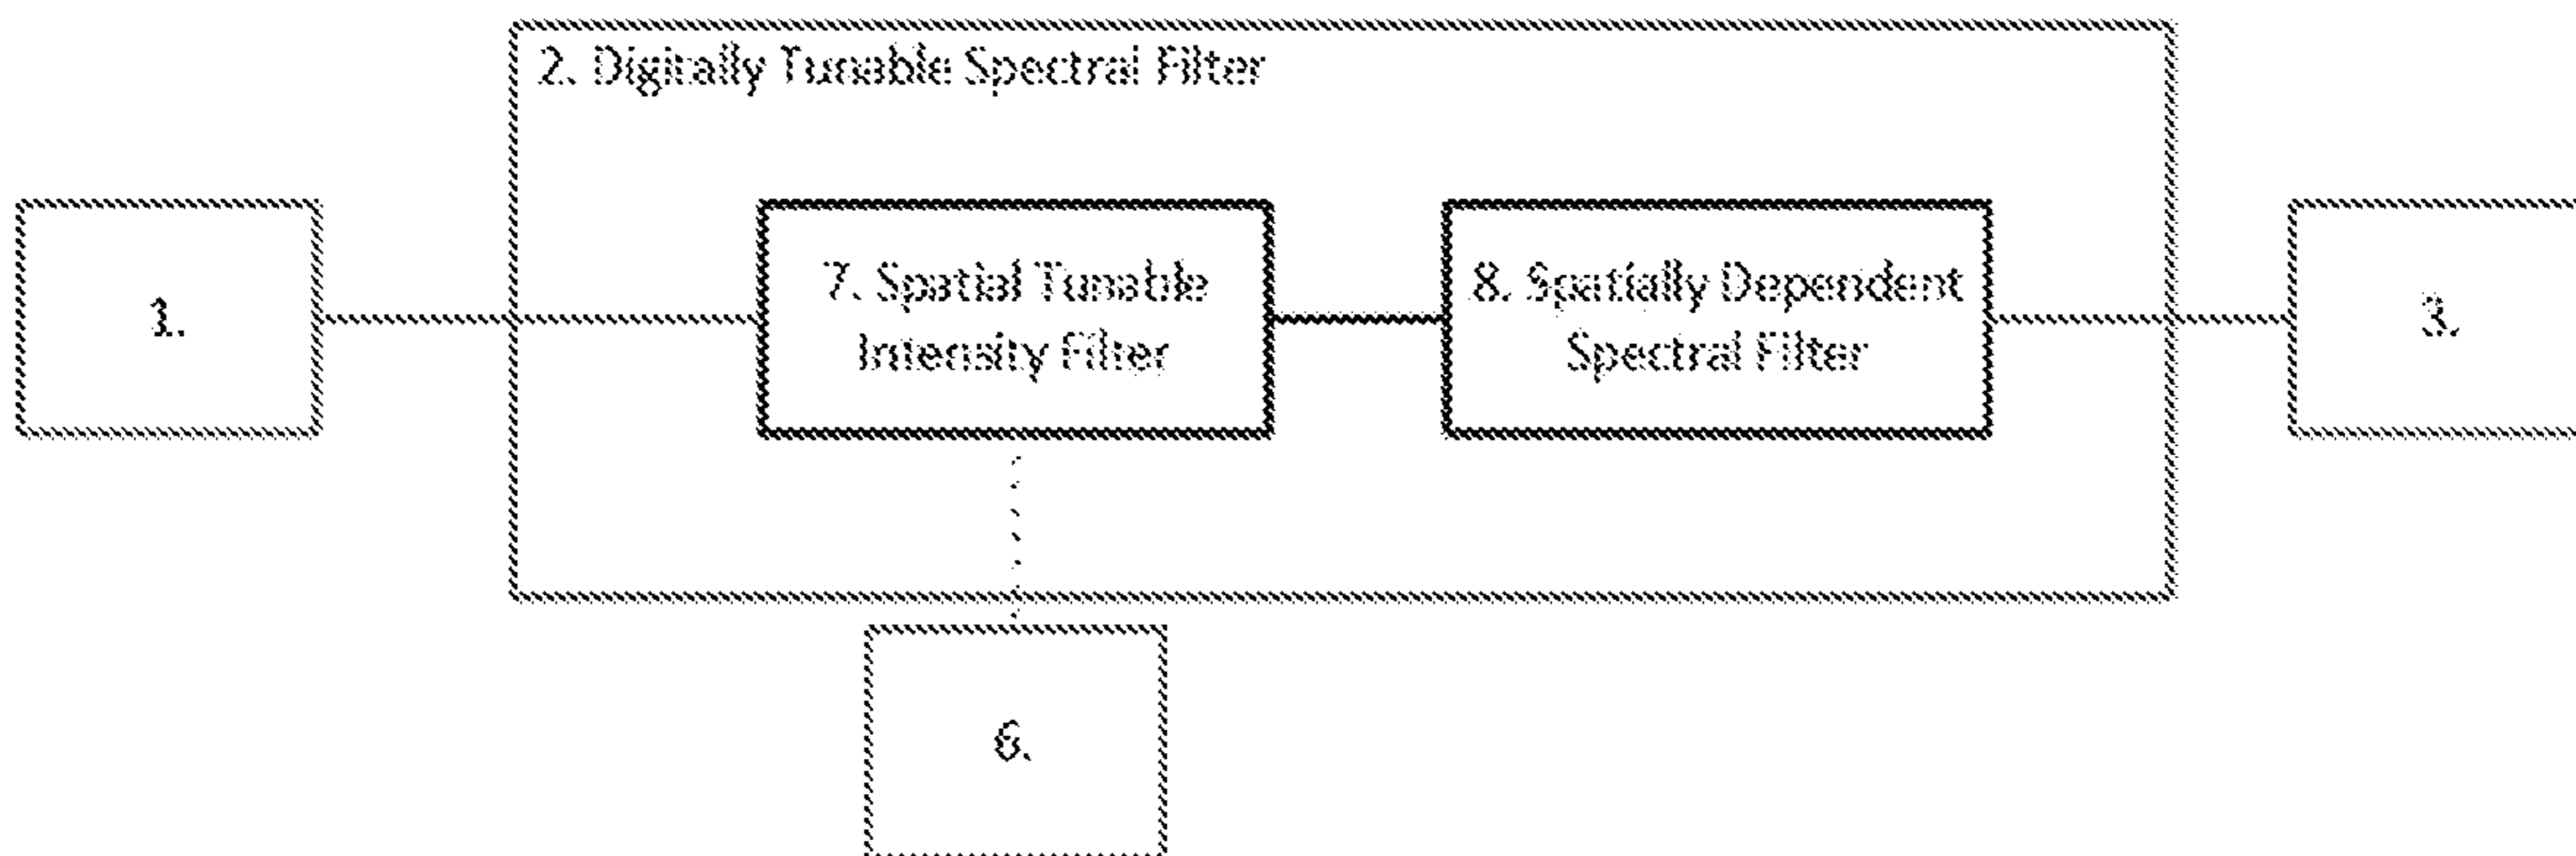 2. Digitally Tunable Spectral Filter
1.
7. Spatial Tunable
Intensity Filter
8. Spatially Dependent
Spectral Filter
3.
6.